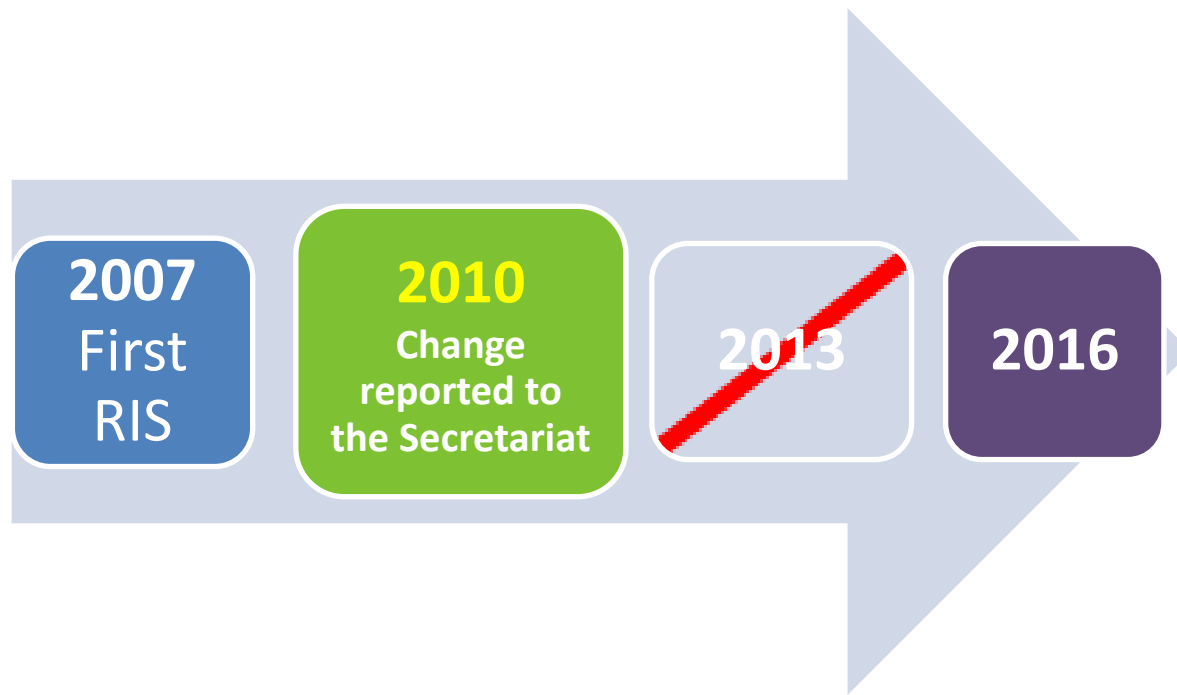 2007
First
RIS
2010
Change
reported to
the Secretariat
2013
2016